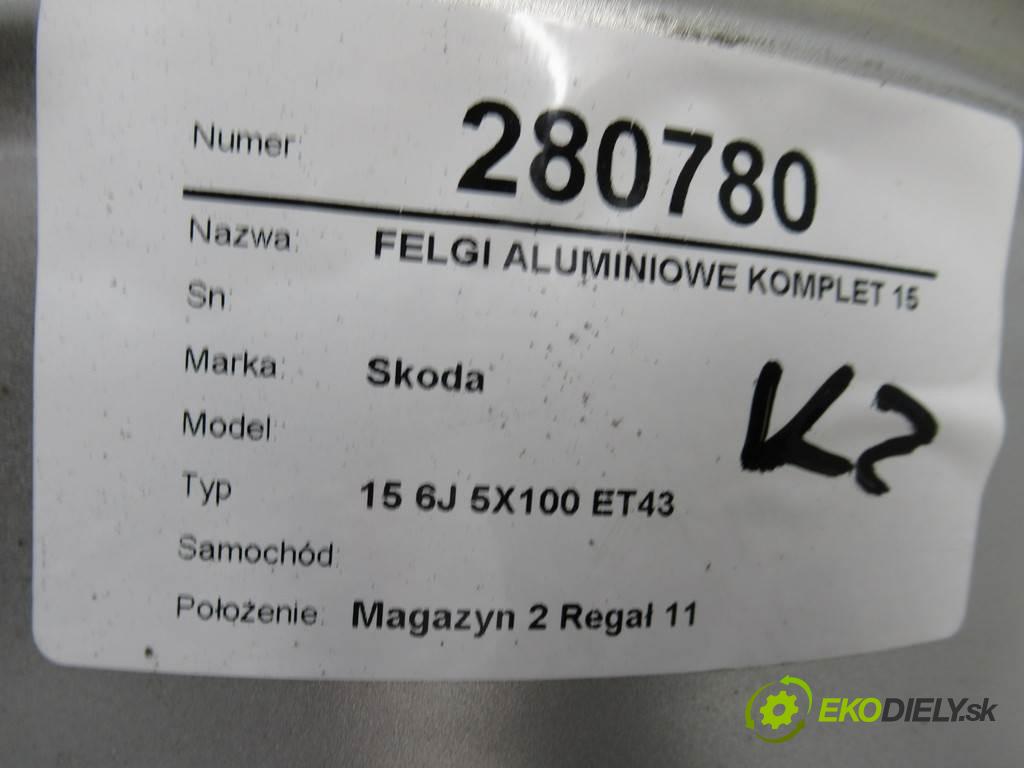 Numer: 280780
Nazwa: FELGI ALUMINIOWE KOMPLET 15
Sn:
Marka: Skoda
Model:
K2
Typ 15 6J 5X100 ET43
Samochód:
Położenie: Magazyn 2 Regał 11
EKODIELY.sk